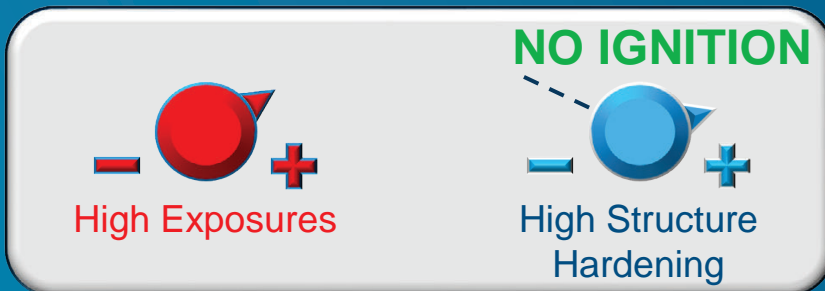 NO IGNITION
− +
− +
High Exposures
High Structure
Hardening